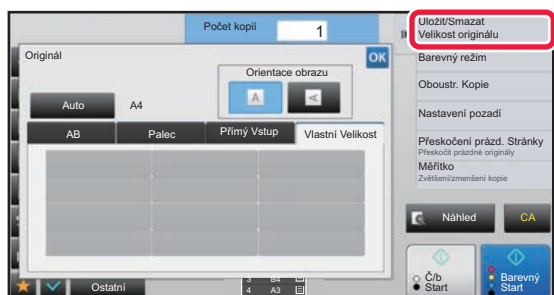 Počet kopií
1
Uložit/Smazat
Velikost originálu
Originál
OK
Orientace obrazu
A
A
Auto
A4
AB
Palec
Přímý Vstup
Vlastní Velikost
Barevný režim
Oboustr. Kopie
Nastavení pozadí
Přeskočení prázd. Stránky
Přeskočit prázdné originály
Měřítko
Zvětšení/zmenšení kopie
Náhled
CA
Ostatní
3 B4
4 A3
Č/b
Start
Barevný
Start